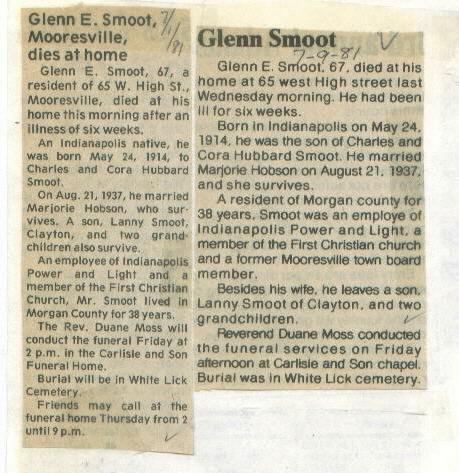 Glenn E. Smoot,
Mooresville,
dies at home
7/1/81
Glenn E. Smoot, 67, a
resident of 65 W. High St.,
Mooresville, died at his
home this morning after an
illness of six weeks.
An Indianapolis native, he
was born May 24, 1914, to
Charles and Cora Hubbard
Smoot.
On Aug. 21, 1937, he married
Marjorie Hobson, who sur-
vives. A son, Lanny Smoot,
Clayton, and two grand-
children also survive.
An employee of Indianapolis
Power and Light and a
member of the First Christian
Church, Mr. Smoot lived in
Morgan County for 38 years.
The Rev. Duane Moss will
conduct the funeral Friday at
2 p.m. in the Carlisle and Son
Funeral Home.
Burial will be in White Lick
Cemetery.
Friends may call at the
funeral home Thursday from 2
until 9 p.m.
Glenn Smoot
7-9-81
Glenn E. Smoot, 67, died at his
home at 65 west High street last
Wednesday morning. He had been
ill for six weeks.
Born in Indianapolis on May 24,
1914, he was the son of Charles and
Cora Hubbard Smoot. He married
Marjorie Hobson on August 21, 1937,
and she survives.
A resident of Morgan county for
38 years, Smoot was an employe of
Indianapolis Power and Light, a
member of the First Christian church
and a former Mooresville town board
member.
Besides his wife, he leaves a son,
Lanny Smoot of Clayton, and two
grandchildren.
Reverend Duane Moss conducted
the funeral services on Friday
afternoon at Carlisle and Son chapel.
Burial was in White Lick cemetery.